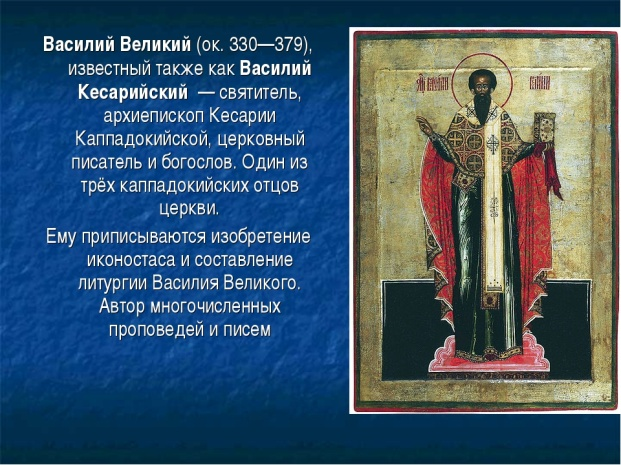 Василий Великий (ок. 330—379),
известный также как Василий
Кесарийский — святитель,
архиепископ Кесарии
Каппадокийской, церковный
писатель и богослов. Один из
трёх каппадокийских отцов
церкви.
Ему приписываются изобретение
иконостаса и составление
литургии Василия Великого.
Автор многочисленных
проповедей и писем